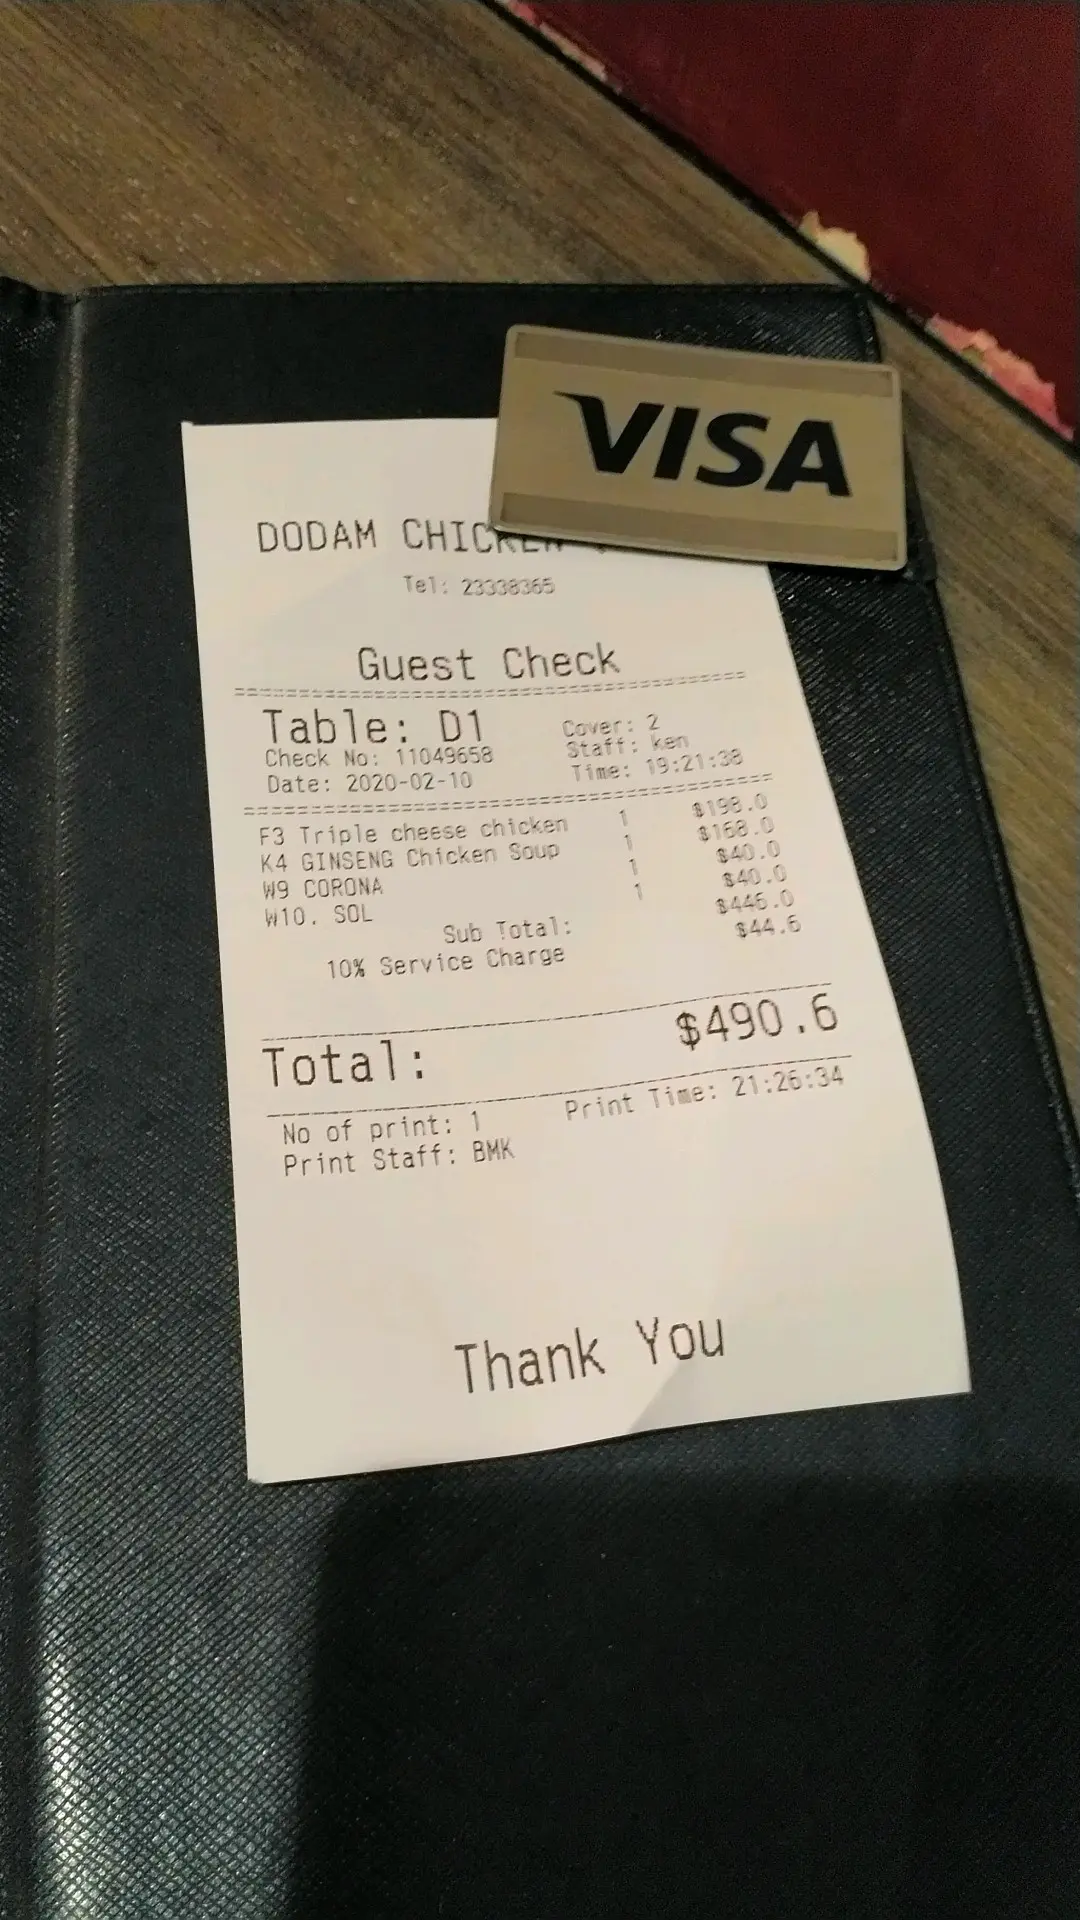 VISA
DODAM CHICKEN
Tel: 23338365
Guest Check
Table: D1
Cover: 2
Check No: 11049658
Staff: ken
Date: 2020-02-10
Time: 19:21:38
F3 Triple cheese chicken 1 $198.0
K4 GINSENG Chicken Soup 1 $168.0
W9 CORONA 1 $40.0
W10. SOL 1 $40.0
Sub Total: $446.0
10% Service Charge $44.6
Total: $490.6
No of print: 1 Print Time: 21:26:34
Print Staff: BMK
Thank You